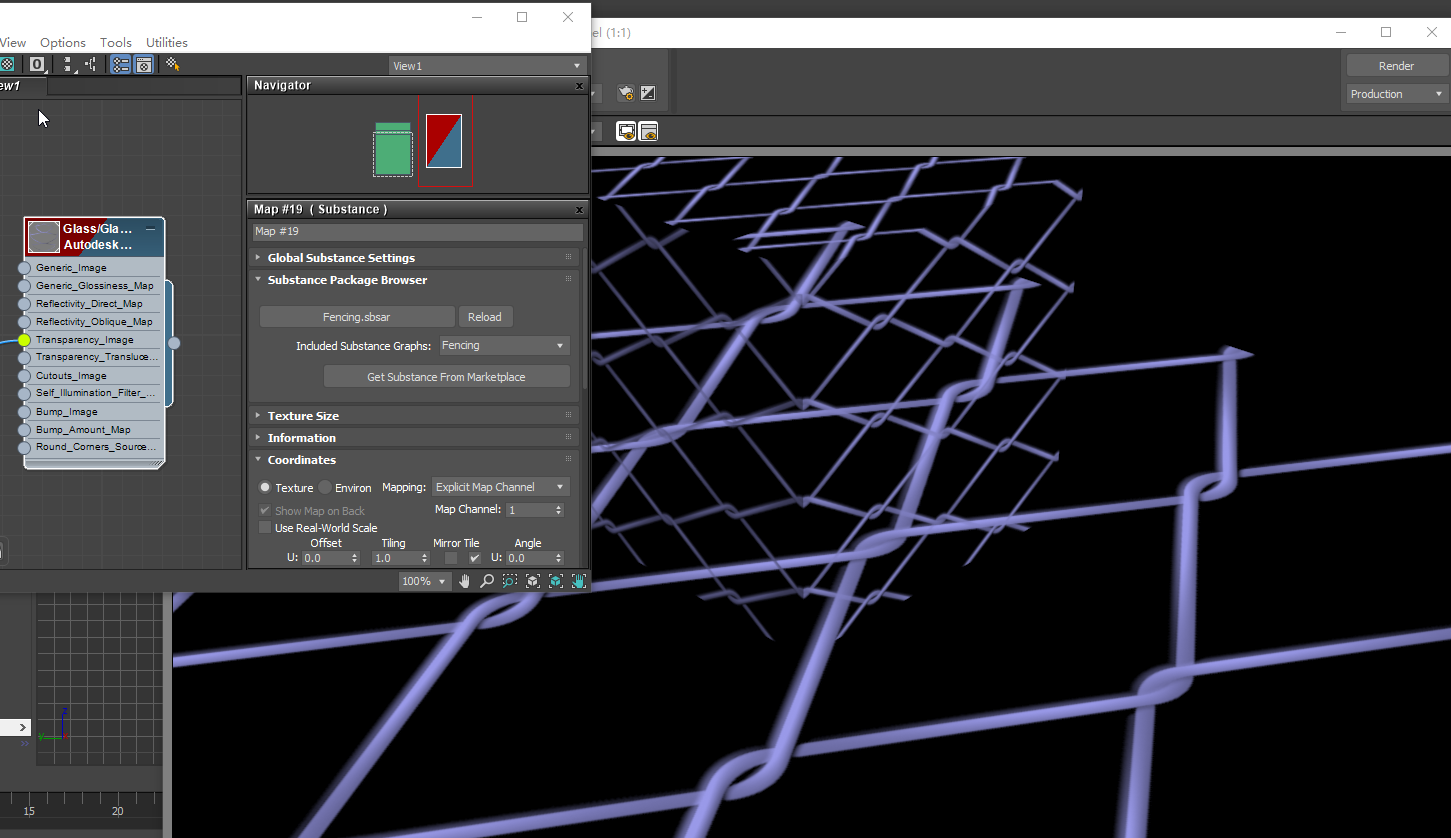 el (1:1)
View Options Tools Utilities
0
View1
ew1
Navigator
x
Render
Production
Map #19 ( Substance )
x
Map #19
Glass/Gla...
Autodesk...
Generic_Image
Generic_Glossiness_Map
Reflectivity_Direct_Map
Reflectivity_Oblique_Map
Transparency_Image
Transparency_Transluce...
Cutouts_Image
Self_Illumination_Filter_...
Bump_Image
Bump_Amount_Map
Round_Corners_Source...
Global Substance Settings
Substance Package Browser
Fencing.sbsar
Reload
Included Substance Graphs: Fencing
Get Substance From Marketplace
Texture Size
Information
Coordinates
Texture Environ Mapping: Explicit Map Channel
Show Map on Back Map Channel: 1
Use Real-World Scale
Offset Tiling Mirror Tile Angle
U: 0.0 1.0 U: 0.0
100%
z
y
15 20